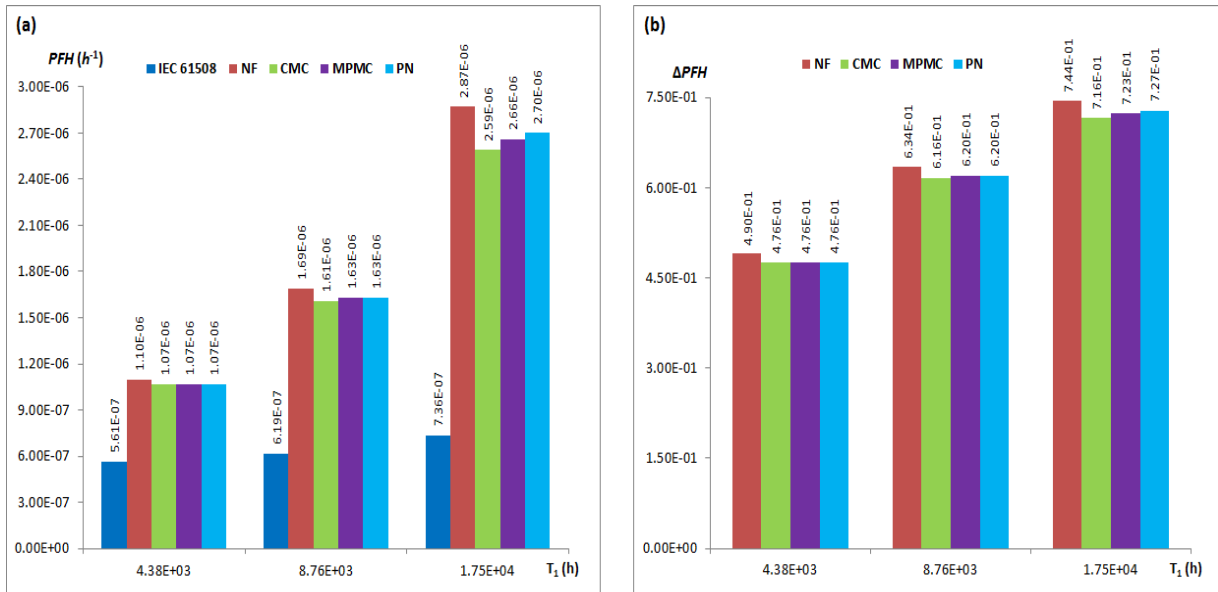 (a)
PFH (h⁻¹)
IEC 61508 NF CMC MPMC PN
3.00E-06
2.70E-06
2.40E-06
2.10E-06
1.80E-06
1.50E-06
1.20E-06
9.00E-07
6.00E-07
3.00E-07
0.00E+00
5.61E-07
1.10E-06
1.07E-06
1.07E-06
1.07E-06
6.19E-07
1.69E-06
1.61E-06
1.63E-06
1.63E-06
7.36E-07
2.87E-06
2.59E-06
2.66E-06
2.70E-06
4.38E+03 8.76E+03 1.75E+04 T₁ (h)
(b)
ΔPFH
NF CMC MPMC PN
7.50E-01
6.00E-01
4.50E-01
3.00E-01
1.50E-01
0.00E+00
4.90E-01
4.76E-01
4.76E-01
4.76E-01
6.34E-01
6.16E-01
6.20E-01
6.20E-01
7.44E-01
7.16E-01
7.23E-01
7.27E-01
4.38E+03 8.76E+03 1.75E+04 T₁ (h)